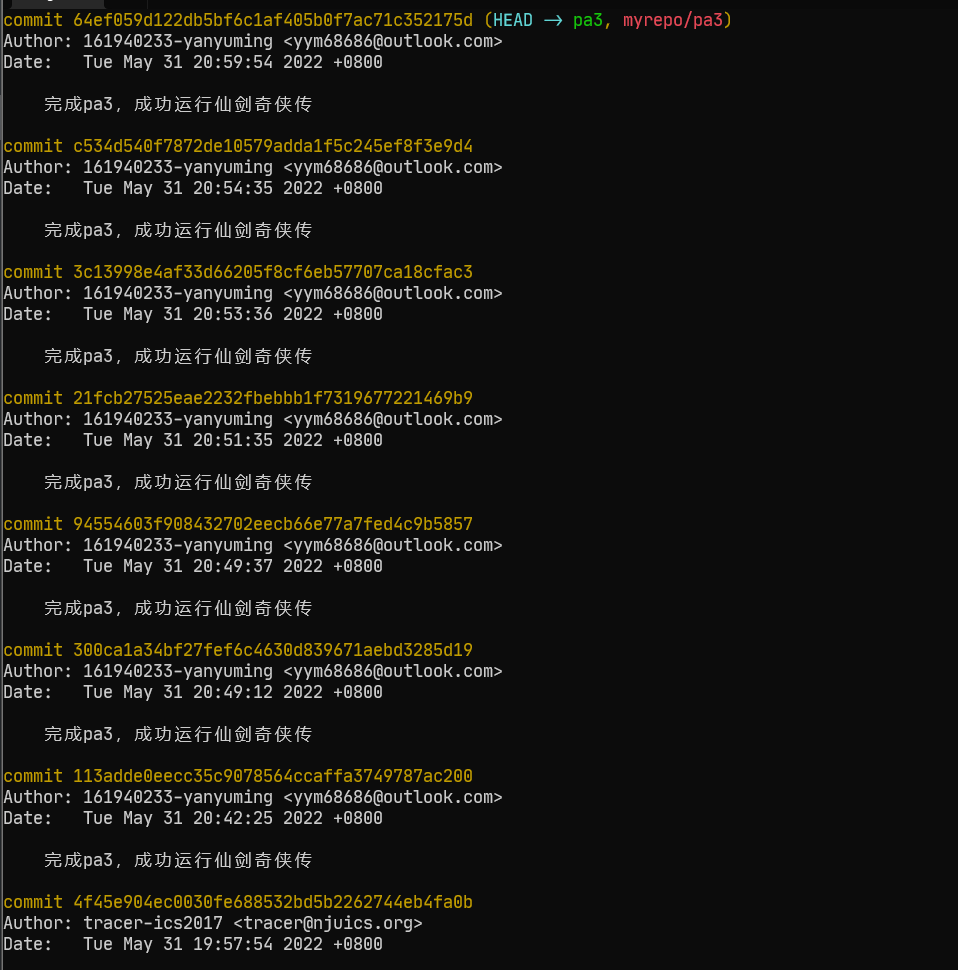 commit 64ef059d122db5bf6c1af405b0f7ac71c352175d (HEAD -> pa3, myrepo/pa3)
Author: 161940233-yanyuming <yym68686@outlook.com>
Date:   Tue May 31 20:59:54 2022 +0800
完成pa3，成功运行仙剑奇侠传
commit c534d540f7872de10579adda1f5c245ef8f3e9d4
Author: 161940233-yanyuming <yym68686@outlook.com>
Date:   Tue May 31 20:54:35 2022 +0800
完成pa3，成功运行仙剑奇侠传
commit 3c13998e4af33d66205f8cf6eb57707ca18cfac3
Author: 161940233-yanyuming <yym68686@outlook.com>
Date:   Tue May 31 20:53:36 2022 +0800
完成pa3，成功运行仙剑奇侠传
commit 21fcb27525eae2232fbebbb1f7319677221469b9
Author: 161940233-yanyuming <yym68686@outlook.com>
Date:   Tue May 31 20:51:35 2022 +0800
完成pa3，成功运行仙剑奇侠传
commit 94554603f908432702eecb66e77a7fed4c9b5857
Author: 161940233-yanyuming <yym68686@outlook.com>
Date:   Tue May 31 20:49:37 2022 +0800
完成pa3，成功运行仙剑奇侠传
commit 300ca1a34bf27fef6c4630d839671aebd3285d19
Author: 161940233-yanyuming <yym68686@outlook.com>
Date:   Tue May 31 20:49:12 2022 +0800
完成pa3，成功运行仙剑奇侠传
commit 113adde0eecc35c9078564ccaffa3749787ac200
Author: 161940233-yanyuming <yym68686@outlook.com>
Date:   Tue May 31 20:42:25 2022 +0800
完成pa3，成功运行仙剑奇侠传
commit 4f45e904ec0030fe688532bd5b2262744eb4fa0b
Author: tracer-ics2017 <tracer@njuics.org>
Date:   Tue May 31 19:57:54 2022 +0800